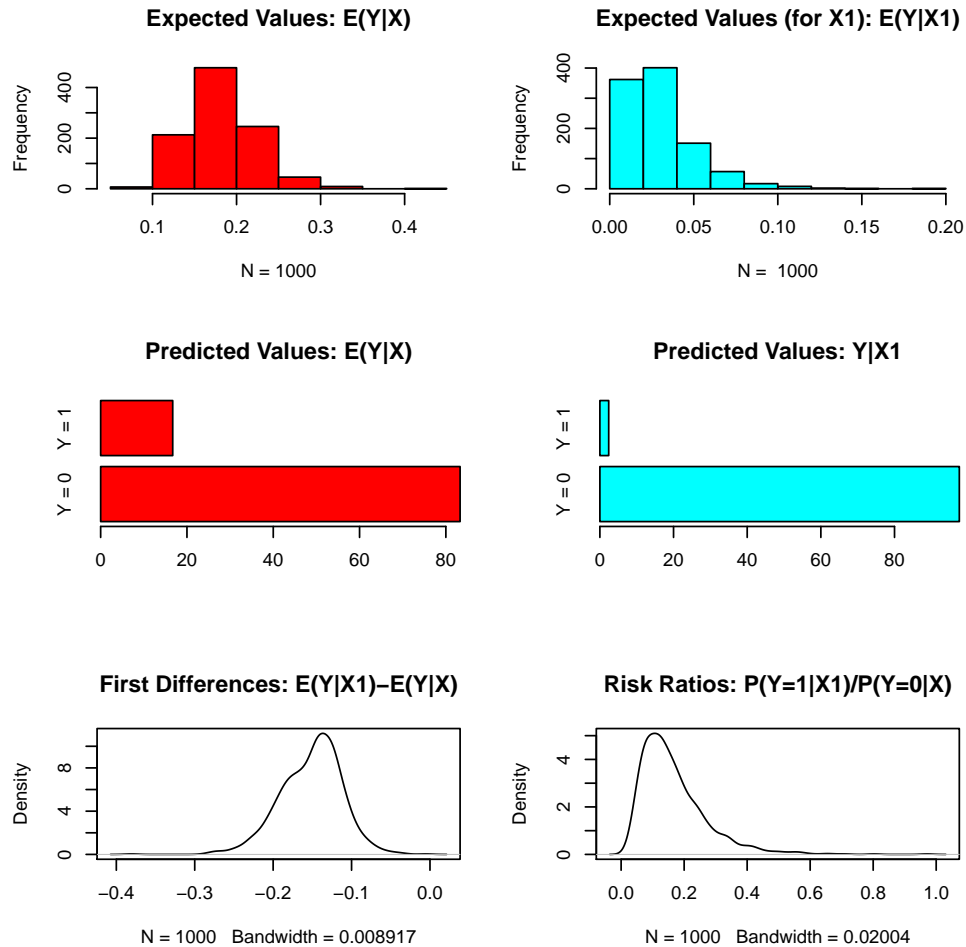 Expected Values: E(Y|X)
Frequency
0 200 400
0.1 0.2 0.3 0.4
N = 1000
Expected Values (for X1): E(Y|X1)
Frequency
0 200 400
0.00 0.05 0.10 0.15 0.20
N = 1000
Predicted Values: E(Y|X)
Y = 1
Y = 0
0 20 40 60 80
Predicted Values: Y|X1
Y = 1
Y = 0
0 20 40 60 80
First Differences: E(Y|X1)−E(Y|X)
Density
0 4 8
−0.4 −0.3 −0.2 −0.1 0.0
N = 1000 Bandwidth = 0.008917
Risk Ratios: P(Y=1|X1)/P(Y=0|X)
Density
0 2 4
0.0 0.2 0.4 0.6 0.8 1.0
N = 1000 Bandwidth = 0.02004